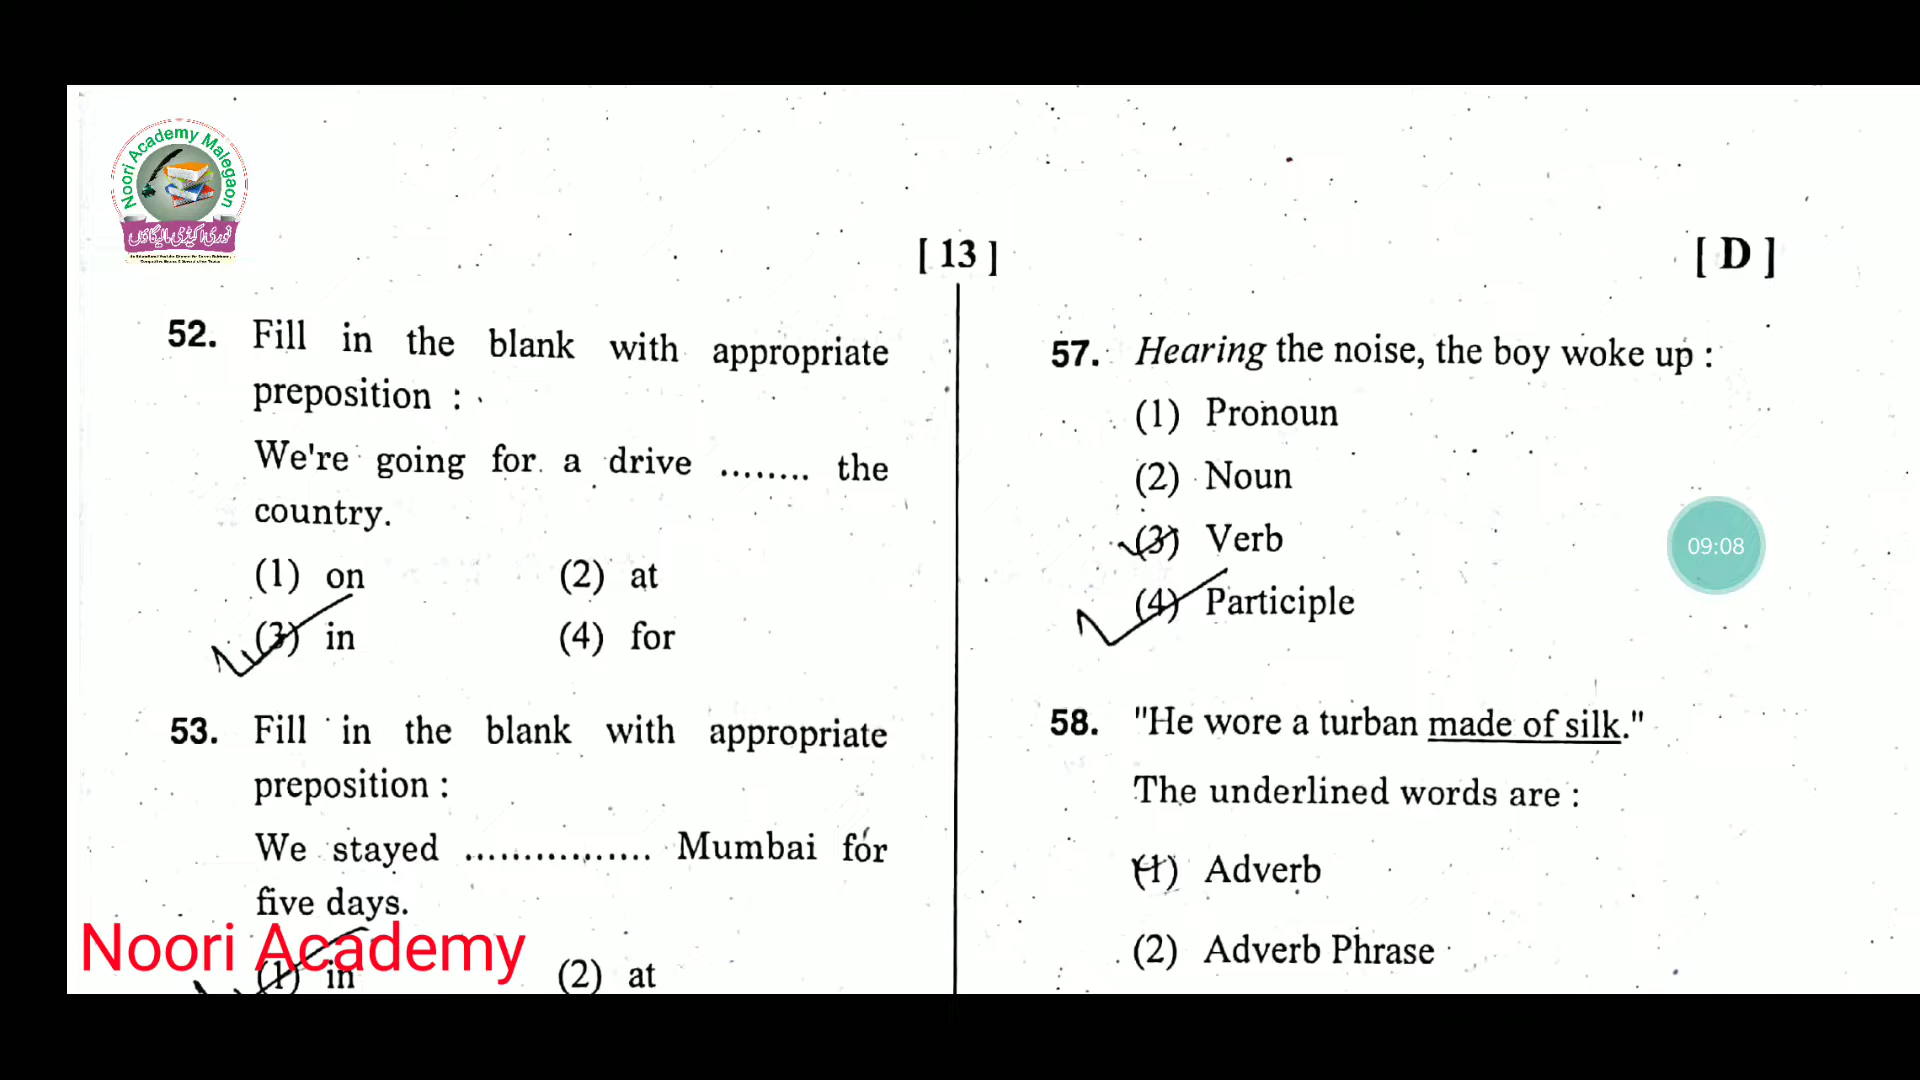 Noori Academy Malegaon
نوری اکیڈمی مالیگاؤں
[ 13 ]
[ D ]
52. Fill in the blank with appropriate
preposition :
We're going for a drive ........ the
country.
(1) on (2) at
(3) in (4) for
53. Fill in the blank with appropriate
preposition :
We stayed ................ Mumbai for
five days.
(1) in (2) at
57. Hearing the noise, the boy woke up :
(1) Pronoun
(2) Noun
(3) Verb
(4) Participle
58. "He wore a turban made of silk."
The underlined words are :
(1) Adverb
(2) Adverb Phrase
09:08
Noori Academy